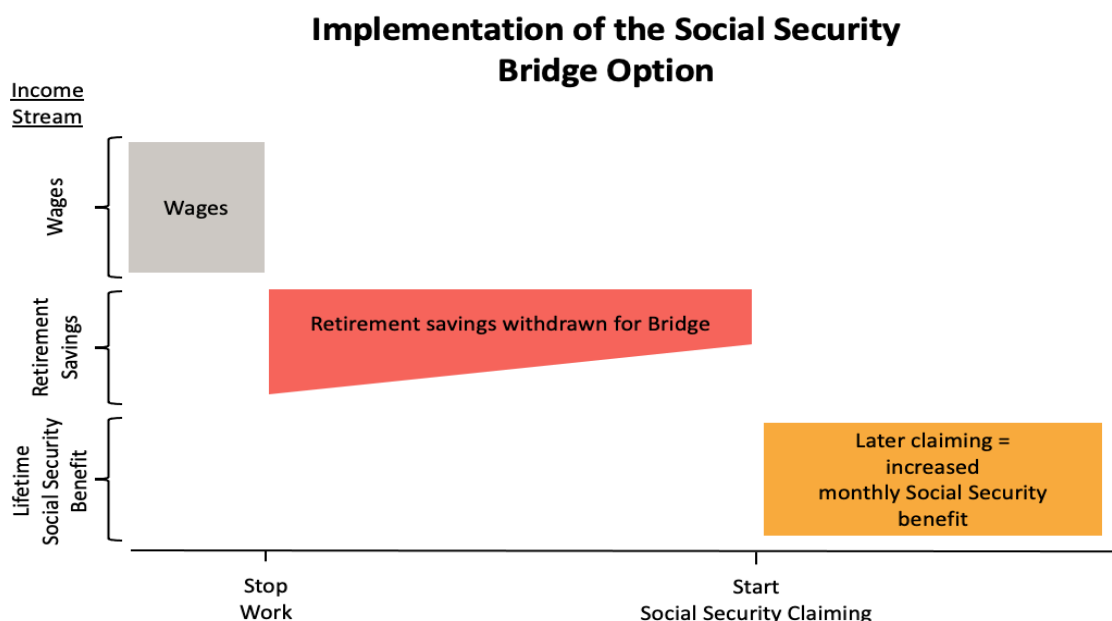 Implementation of the Social Security
Bridge Option
Income
Stream
Wages
Wages
Retirement
Savings
Retirement savings withdrawn for Bridge
Lifetime
Social Security
Benefit
Later claiming =
increased
monthly Social Security
benefit
Stop
Work
Start
Social Security Claiming